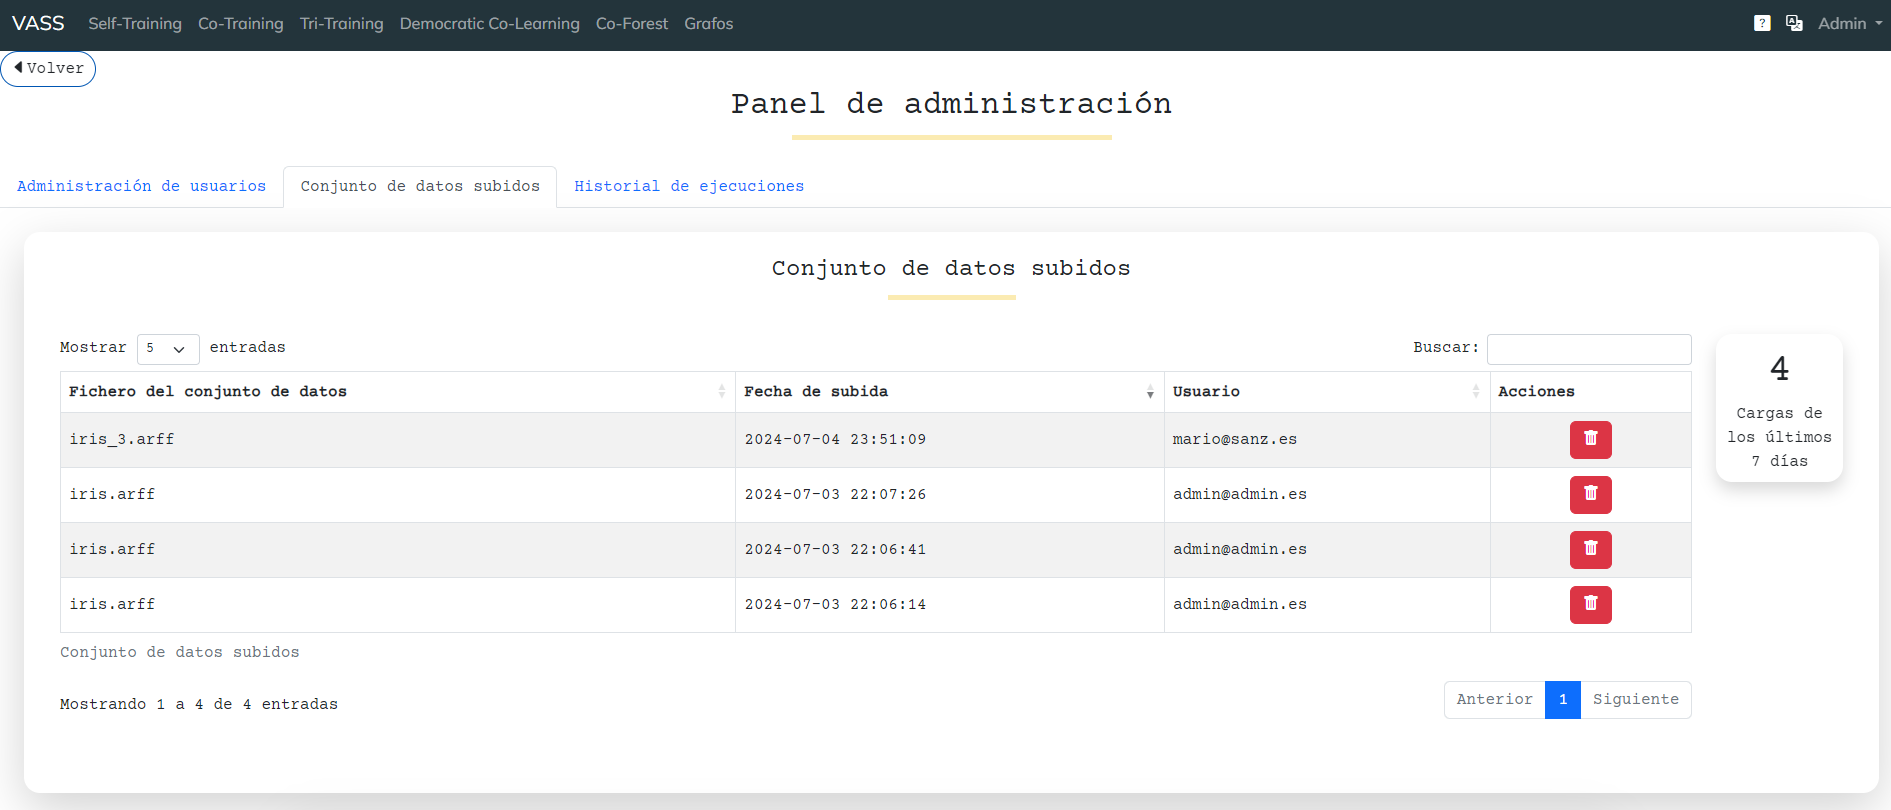 VASS Self-Training Co-Training Tri-Training Democratic Co-Learning Co-Forest Grafos ? Admin
Volver
Panel de administración
Administración de usuarios Conjunto de datos subidos Historial de ejecuciones
Conjunto de datos subidos
Mostrar 5 entradas Buscar:
Fichero del conjunto de datos Fecha de subida Usuario Acciones
iris_3.arff 2024-07-04 23:51:09 mario@sanz.es
iris.arff 2024-07-03 22:07:26 admin@admin.es
iris.arff 2024-07-03 22:06:41 admin@admin.es
iris.arff 2024-07-03 22:06:14 admin@admin.es
Conjunto de datos subidos
Mostrando 1 a 4 de 4 entradas Anterior 1 Siguiente
4
Cargas de
los últimos
7 días